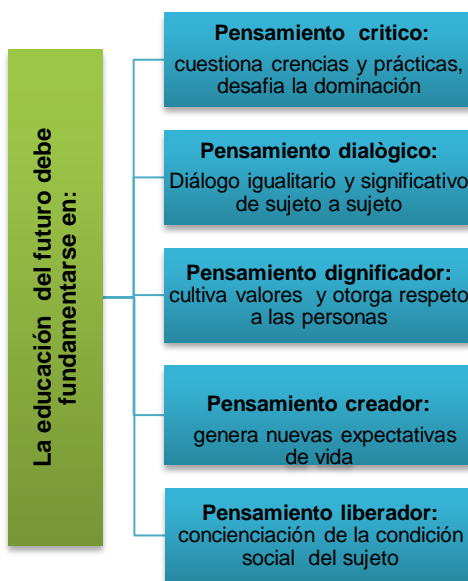 La educación del futuro debe
fundamentarse en:
Pensamiento critico:
cuestiona crencias y prácticas,
desafia la dominación
Pensamiento dialògico:
Diálogo igualitario y significativo
de sujeto a sujeto
Pensamiento dignificador:
cultiva valores y otorga respeto
a las personas
Pensamiento creador:
genera nuevas expectativas
de vida
Pensamiento liberador:
concienciación de la condición
social del sujeto